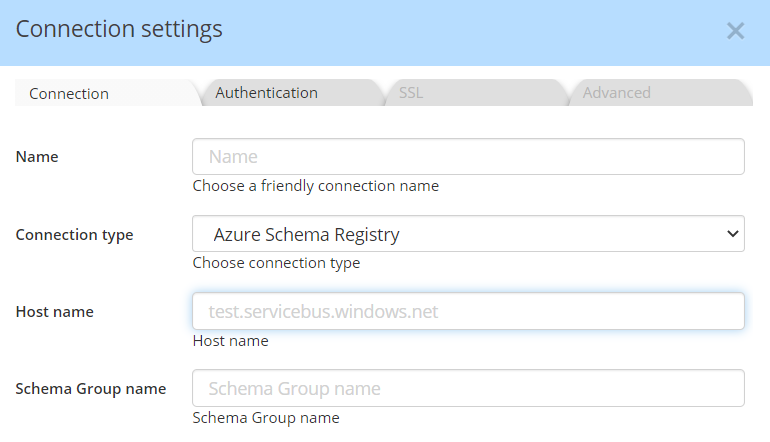 Connection settings
Connection Authentication SSL Advanced
Name Name
Choose a friendly connection name
Connection type Azure Schema Registry
Choose connection type
Host name test.servicebus.windows.net
Host name
Schema Group name Schema Group name
Schema Group name